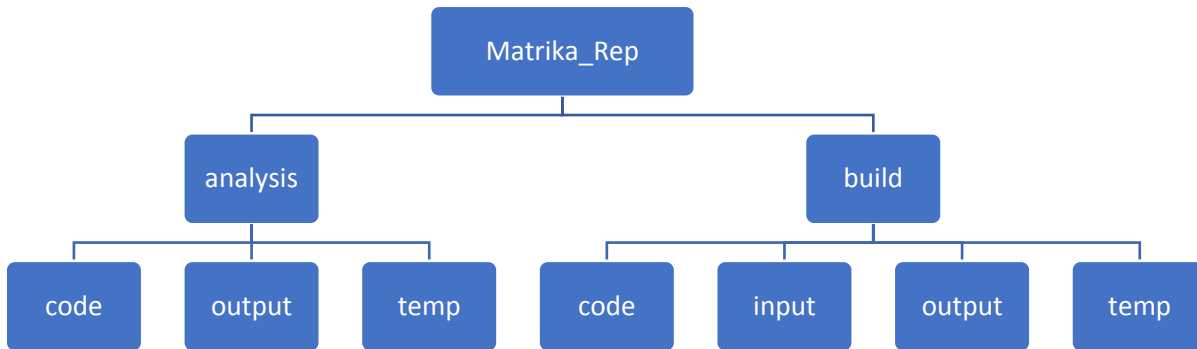 Matrika_Rep
analysis
build
code
output
temp
code
input
output
temp